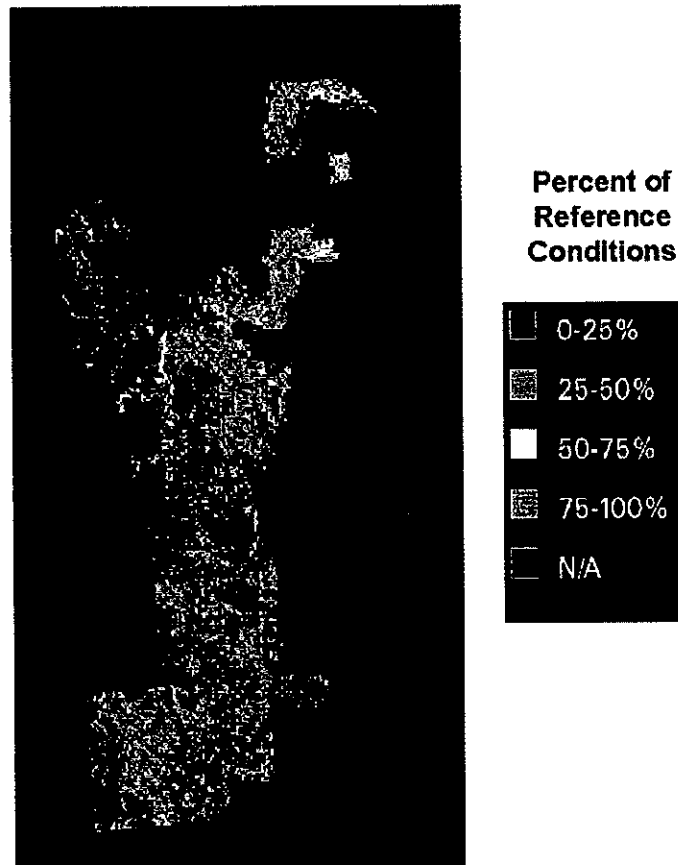 Percent of
Reference
Conditions
0-25%
25-50%
50-75%
75-100%
N/A